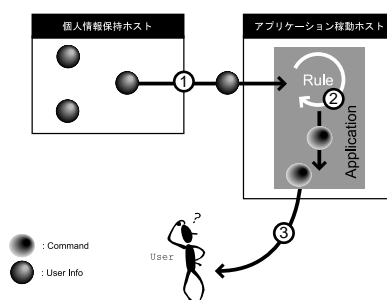 個人情報保持ホスト
アプリケーション稼動ホスト
1
Rule
2
Application
3
?
User
: Command
: User Info